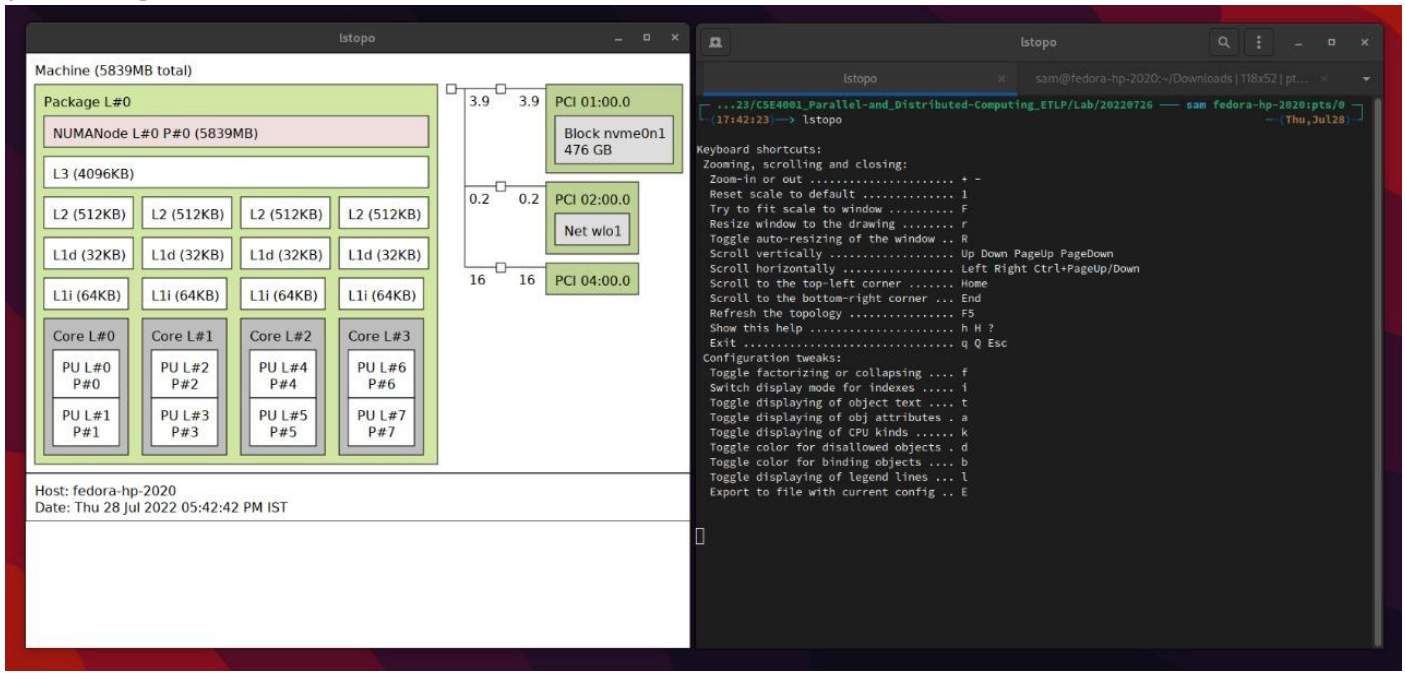 lstopo
Machine (5839MB total)
Package L#0
NUMANode L#0 P#0 (5839MB)
L3 (4096KB)
L2 (512KB) L2 (512KB) L2 (512KB) L2 (512KB)
L1d (32KB) L1d (32KB) L1d (32KB) L1d (32KB)
L1i (64KB) L1i (64KB) L1i (64KB) L1i (64KB)
Core L#0 Core L#1 Core L#2 Core L#3
PU L#0 PU L#2 PU L#4 PU L#6
P#0 P#2 P#4 P#6
PU L#1 PU L#3 PU L#5 PU L#7
P#1 P#3 P#5 P#7
3.9 3.9 PCI 01:00.0
Block nvme0n1
476 GB
0.2 0.2 PCI 02:00.0
Net wlo1
16 16 PCI 04:00.0
Host: fedora-hp-2020
Date: Thu 28 Jul 2022 05:42:42 PM IST
lstopo
lstopo sam@fedora-hp-2020:~/Downloads | 118x52 | pt...
...23/CSE4001_Parallel-and_Distributed-Computing_ETLP/Lab/20220726 —— sam fedora-hp-2020:pts/0
(17:42:23)—> lstopo —(Thu,Jul28)
Keyboard shortcuts:
Zooming, scrolling and closing:
Zoom-in or out ...................... + -
Reset scale to default .............. 1
Try to fit scale to window .......... F
Resize window to the drawing ........ r
Toggle auto-resizing of the window .. R
Scroll vertically ................... Up Down PageUp PageDown
Scroll horizontally ................. Left Right Ctrl+PageUp/Down
Scroll to the top-left corner ....... Home
Scroll to the bottom-right corner ... End
Refresh the topology ................ F5
Show this help ...................... h H ?
Exit ................................ q Q Esc
Configuration tweaks:
Toggle factorizing or collapsing .... f
Switch display mode for indexes ..... i
Toggle displaying of object text .... t
Toggle displaying of obj attributes . a
Toggle displaying of CPU kinds ...... k
Toggle color for disallowed objects . d
Toggle color for binding objects .... b
Toggle displaying of legend lines ... l
Export to file with current config .. E